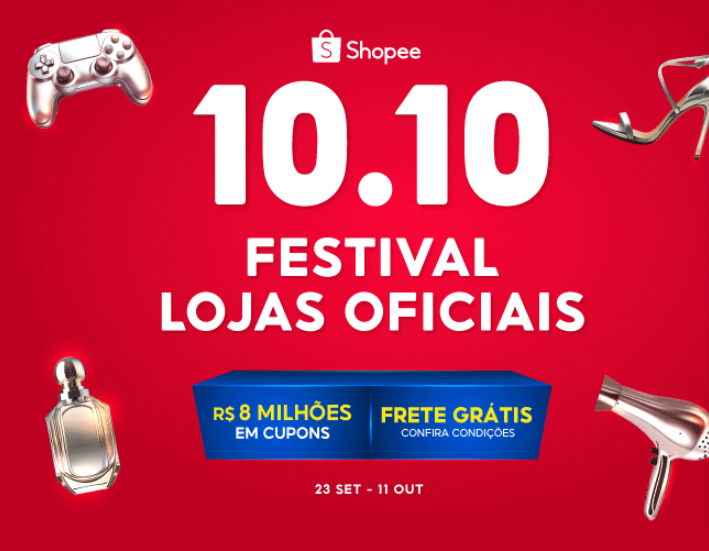 Shopee
10.10
FESTIVAL
LOJAS OFICIAIS
R$ 8 MILHÕES
EM CUPONS
FRETE GRÁTIS
CONFIRA CONDIÇÕES
23 SET - 11 OUT